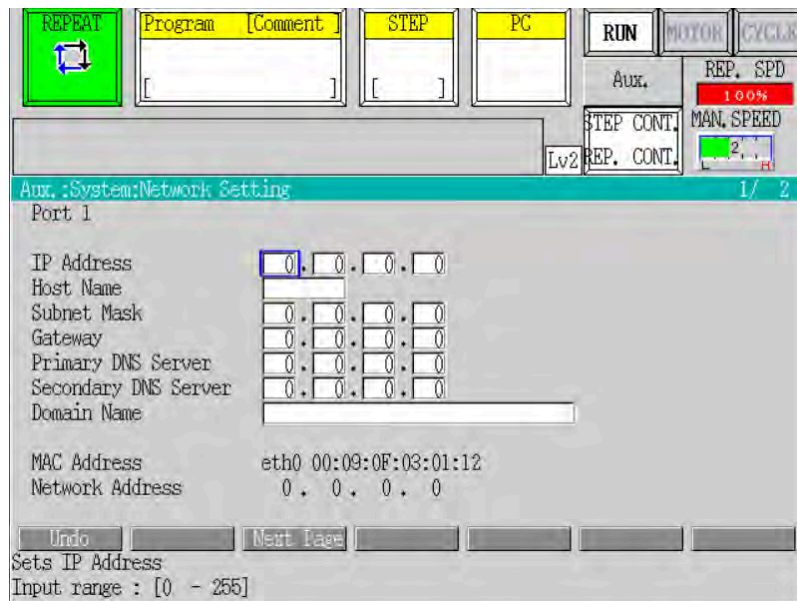 REPEAT
Program [Comment ]
[ ]
STEP
[ ]
PC
RUN
MOTOR
CYCLE
Aux.
REP. SPD
100%
STEP CONT.
REP. CONT.
MAN.SPEED
2
L H
Lv2
Aux.:System:Network Setting 1/ 2
Port 1
IP Address 0. 0. 0. 0
Host Name
Subnet Mask 0. 0. 0. 0
Gateway 0. 0. 0. 0
Primary DNS Server 0. 0. 0. 0
Secondary DNS Server 0. 0. 0. 0
Domain Name
MAC Address eth0 00:09:0F:03:01:12
Network Address 0. 0. 0. 0
Undo Next Page
Sets IP Address
Input range : [0 - 255]